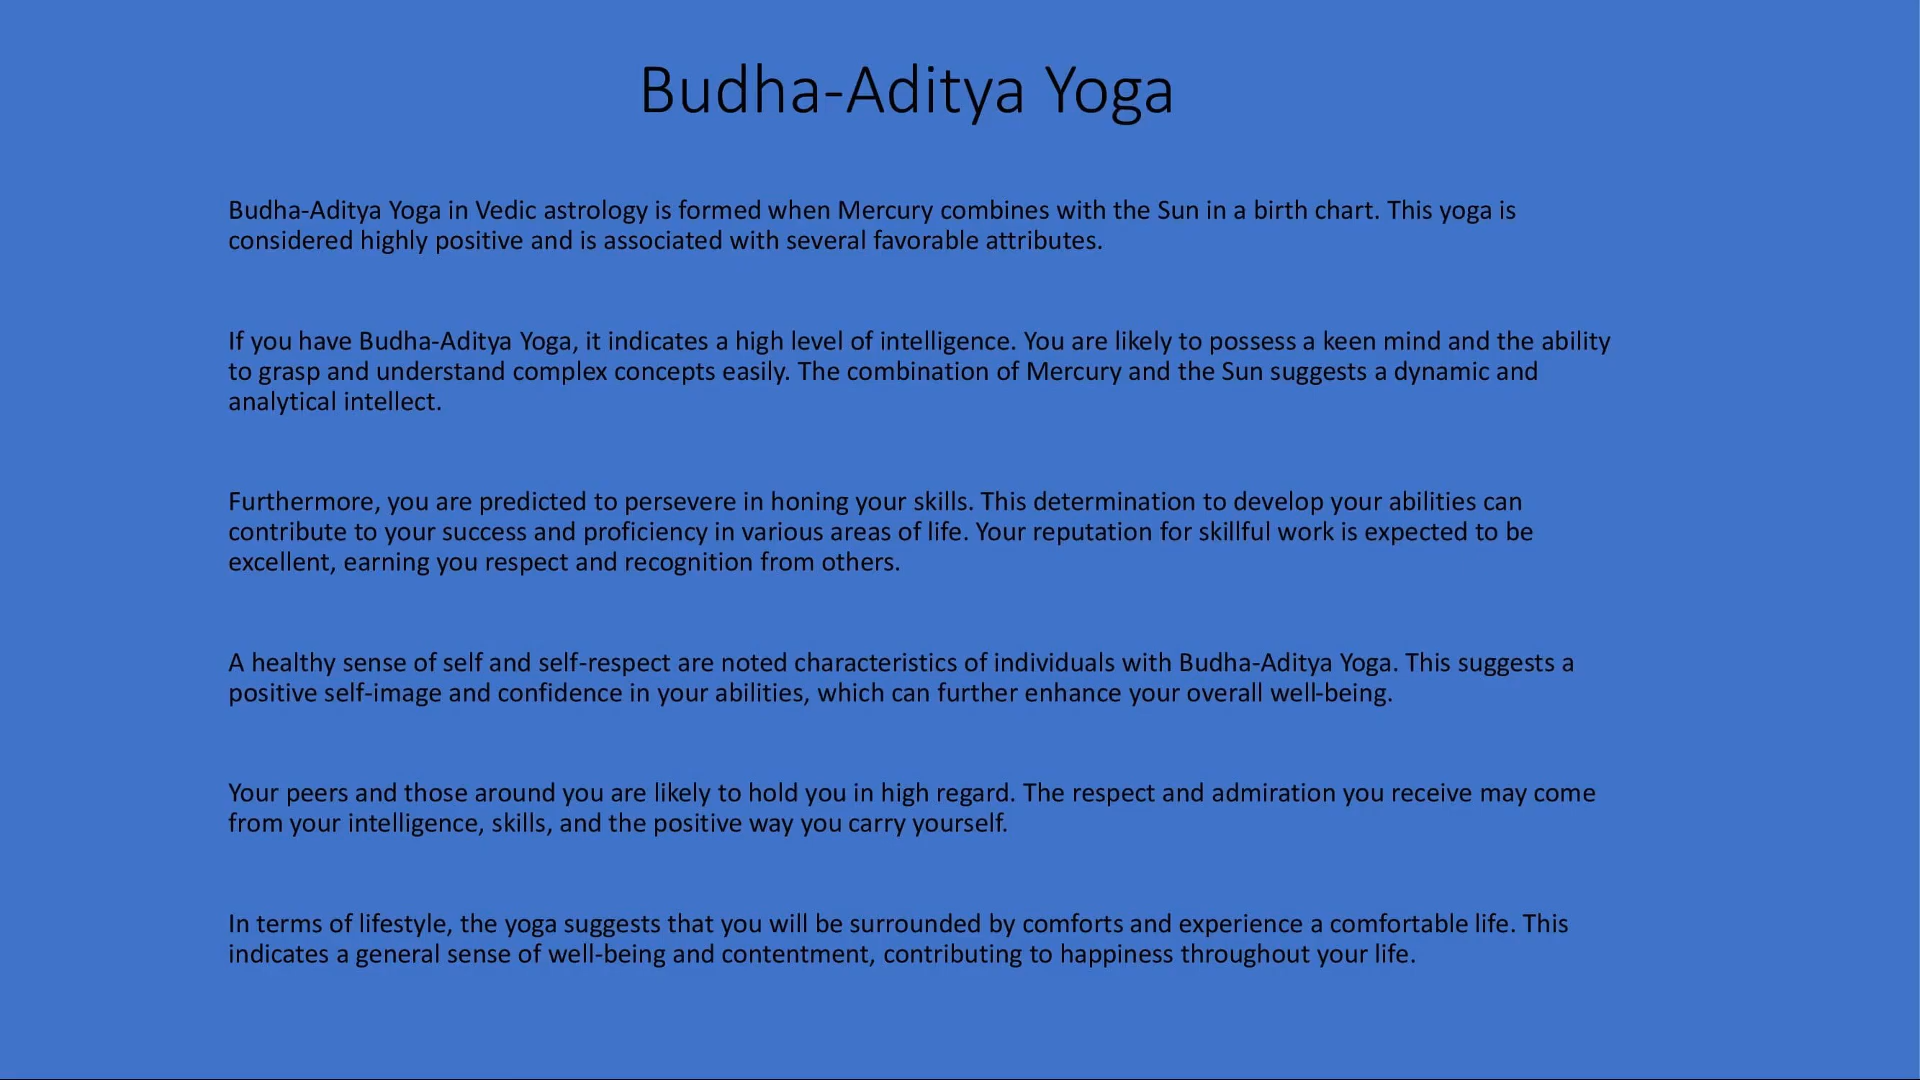 Budha-Aditya Yoga
Budha-Aditya Yoga in Vedic astrology is formed when Mercury combines with the Sun in a birth chart. This yoga is
considered highly positive and is associated with several favorable attributes.
If you have Budha-Aditya Yoga, it indicates a high level of intelligence. You are likely to possess a keen mind and the ability
to grasp and understand complex concepts easily. The combination of Mercury and the Sun suggests a dynamic and
analytical intellect.
Furthermore, you are predicted to persevere in honing your skills. This determination to develop your abilities can
contribute to your success and proficiency in various areas of life. Your reputation for skillful work is expected to be
excellent, earning you respect and recognition from others.
A healthy sense of self and self-respect are noted characteristics of individuals with Budha-Aditya Yoga. This suggests a
positive self-image and confidence in your abilities, which can further enhance your overall well-being.
Your peers and those around you are likely to hold you in high regard. The respect and admiration you receive may come
from your intelligence, skills, and the positive way you carry yourself.
In terms of lifestyle, the yoga suggests that you will be surrounded by comforts and experience a comfortable life. This
indicates a general sense of well-being and contentment, contributing to happiness throughout your life.